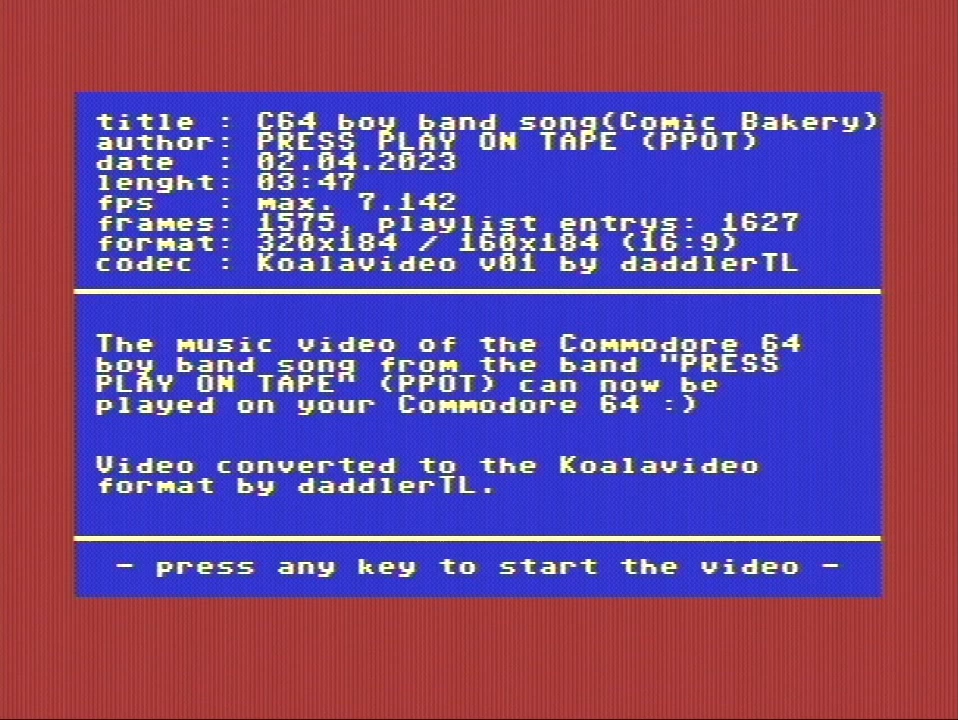 title : C64 boy band song(Comic Bakery)
author: PRESS PLAY ON TAPE (PPOT)
date  : 02.04.2023
lenght: 03:47
fps   : max. 7.142
frames: 1575, playlist entrys: 1627
format: 320x184 / 160x184 (16:9)
codec : Koalavideo v01 by daddlerTL
The music video of the Commodore 64
boy band song from the band "PRESS
PLAY ON TAPE" (PPOT) can now be
played on your Commodore 64 :)
Video converted to the Koalavideo
format by daddlerTL.
- press any key to start the video -